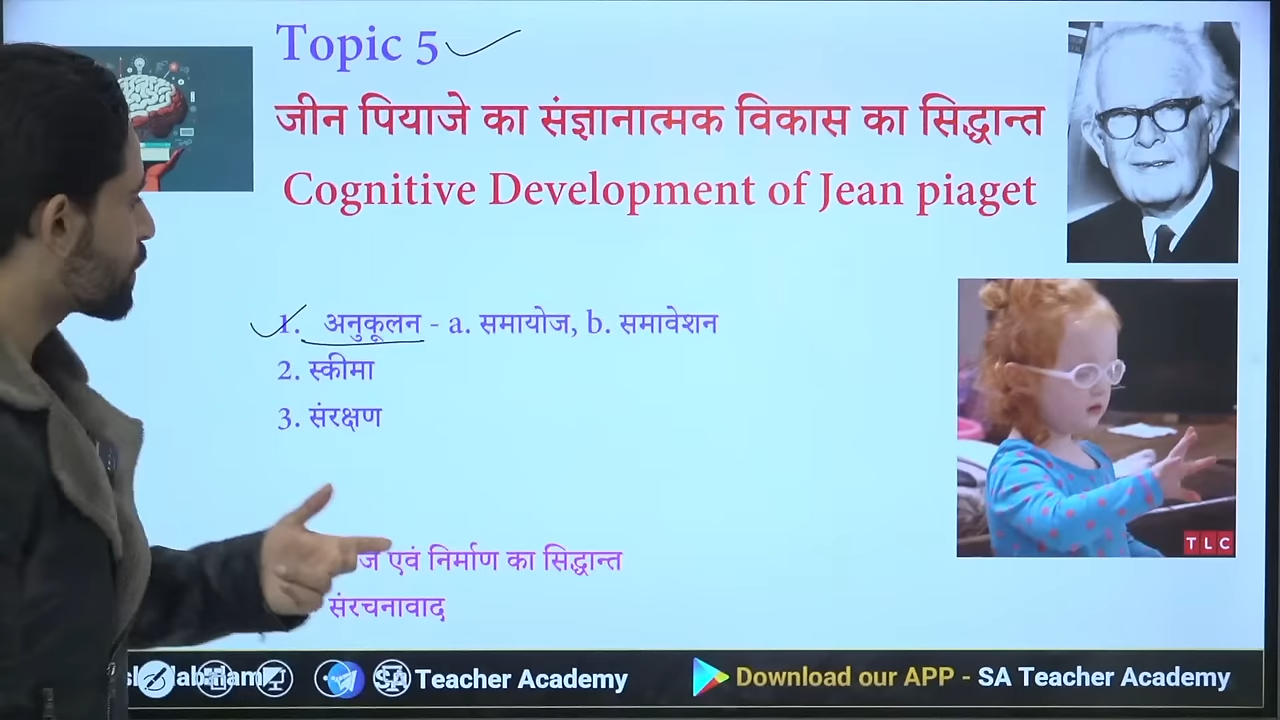 Topic 5
जीन पियाजे का संज्ञानात्मक विकास का सिद्धान्त
Cognitive Development of Jean piaget
1. अनुकूलन - a. समायोज, b. समावेशन
2. स्कीमा
3. संरक्षण
एवं निर्माण का सिद्धान्त
संरचनावाद
TLC
SA Teacher Academy
Download our APP - SA Teacher Academy